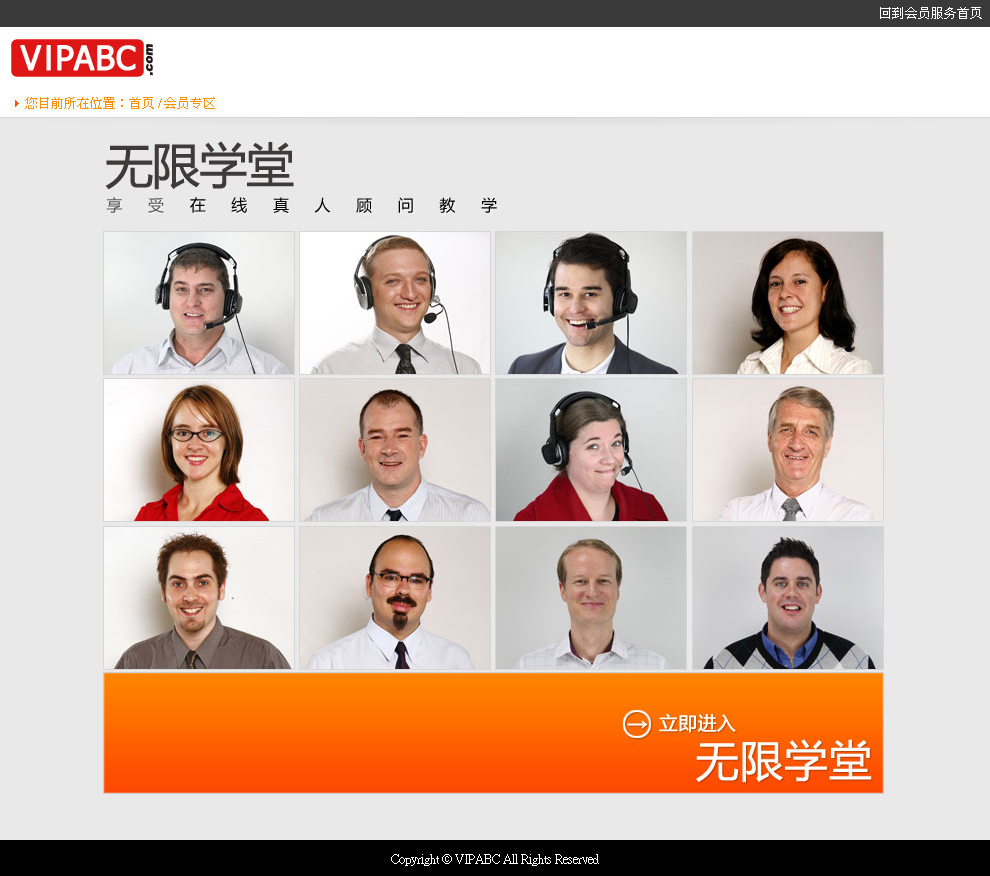 回到会员服务首页
VIPABC.com
您目前所在位置：首页 / 会员专区
无限学堂
享受在线真人顾问教学
立即进入
无限学堂
Copyright © VIPABC All Rights Reserved